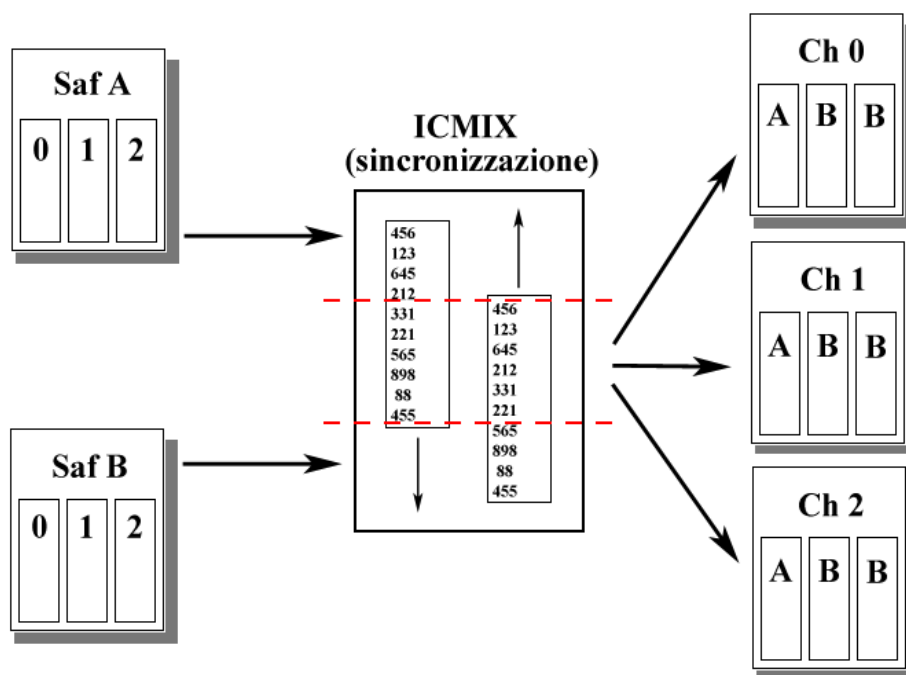 Saf A
0 1 2
Saf B
0 1 2
ICMIX
(sincronizzazione)
456
123
645
212
331
221
565
898
88
455
456
123
645
212
331
221
565
898
88
455
Ch 0
A B B
Ch 1
A B B
Ch 2
A B B